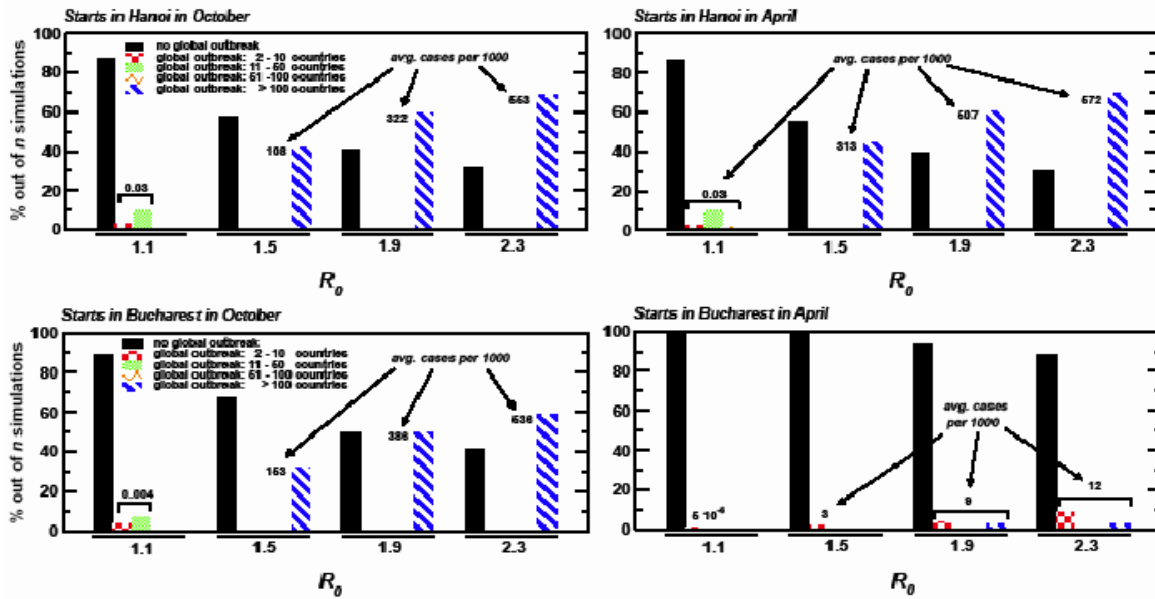 Starts in Hanoi in October
% out of n simulations
100
80
60
40
20
0
no global outbreak
global outbreak: 2 - 10 countries
global outbreak: 11 - 50 countries
global outbreak: 51 - 100 countries
global outbreak: > 100 countries
avg. cases per 1000
0.03
108
322
553
1.1
1.5
1.9
2.3
R0
Starts in Hanoi in April
100
80
60
40
20
0
avg. cases per 1000
0.03
313
507
572
1.1
1.5
1.9
2.3
R0
Starts in Bucharest in October
% out of n simulations
100
80
60
40
20
0
no global outbreak
global outbreak: 2 - 10 countries
global outbreak: 11 - 50 countries
global outbreak: 51 - 100 countries
global outbreak: > 100 countries
avg. cases per 1000
0.004
153
386
536
1.1
1.5
1.9
2.3
R0
Starts in Bucharest in April
100
80
60
40
20
0
avg. cases
per 1000
3
9
12
1.1
1.5
1.9
2.3
R0